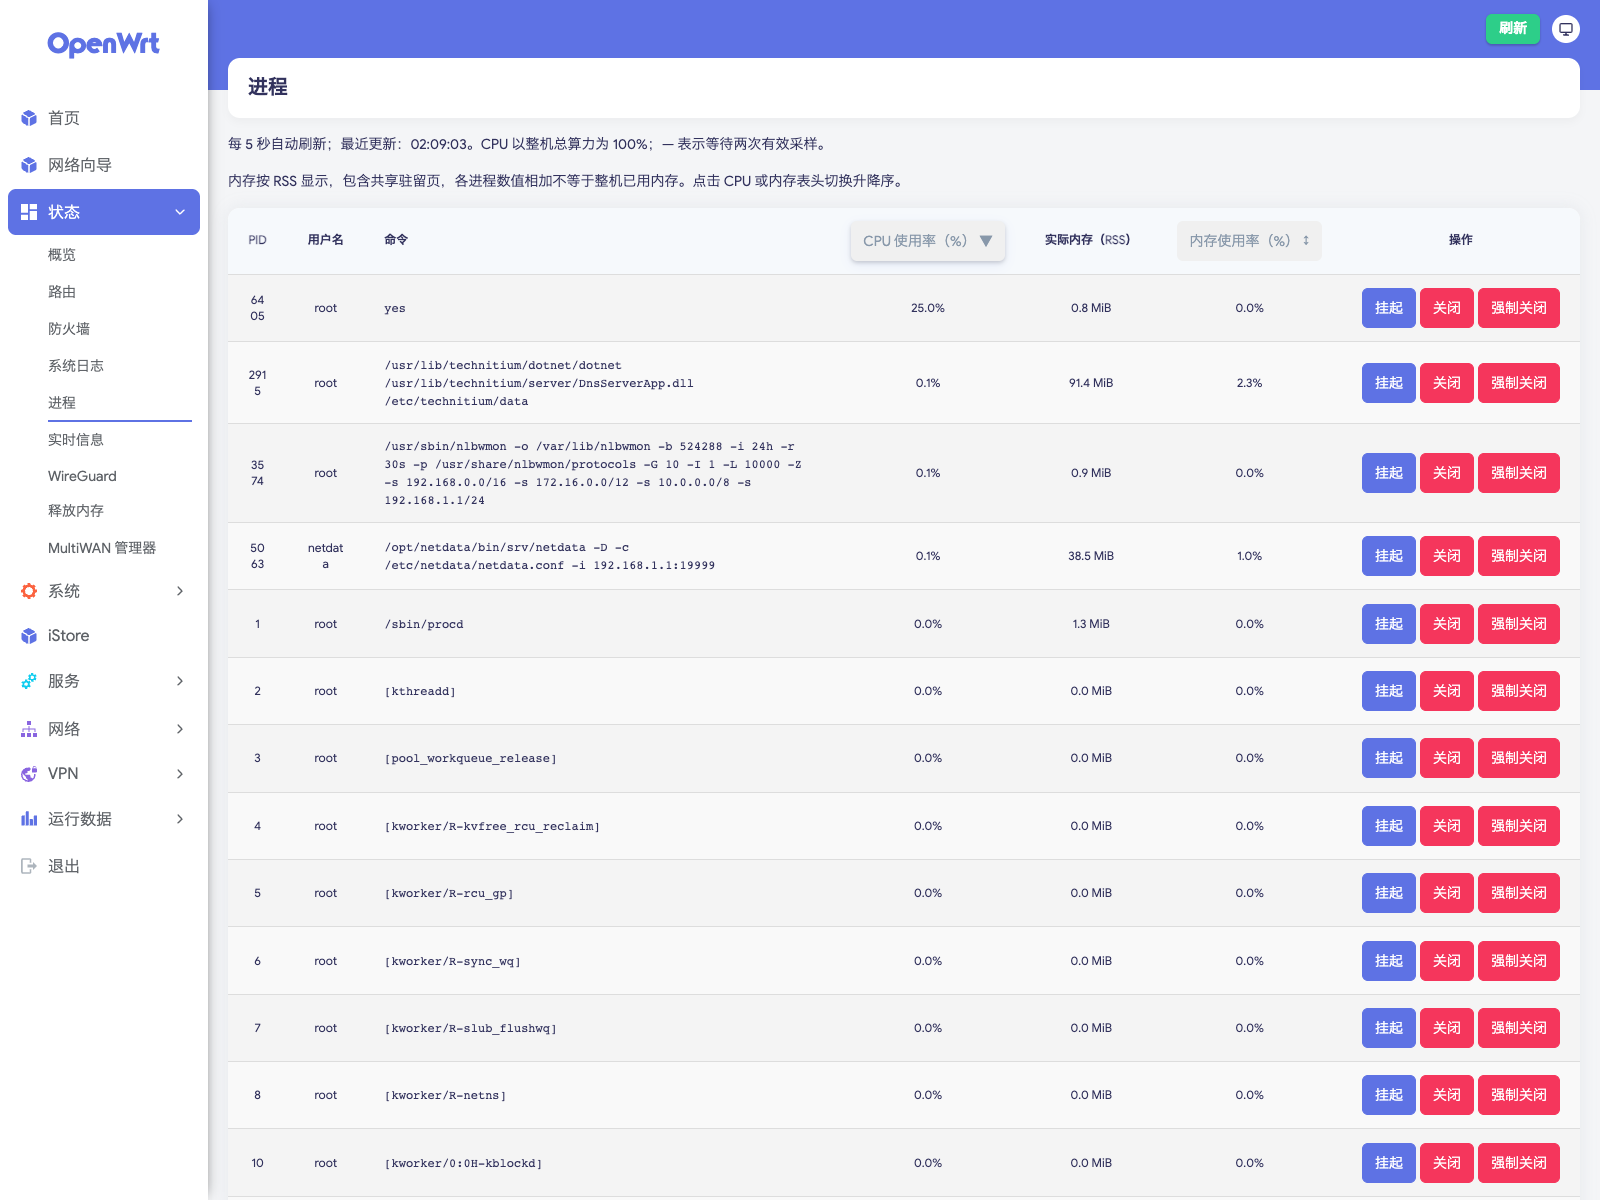 OpenWrt
首页
网络向导
状态
概览
路由
防火墙
系统日志
进程
实时信息
WireGuard
释放内存
MultiWAN 管理器
系统
iStore
服务
网络
VPN
运行数据
退出
刷新
进程
每 5 秒自动刷新；最近更新：02:09:03。CPU 以整机总算力为 100%；— 表示等待两次有效采样。
内存按 RSS 显示，包含共享驻留页，各进程数值相加不等于整机已用内存。点击 CPU 或内存表头切换升降序。
PID 用户名 命令 CPU 使用率（%） ▼ 实际内存（RSS） 内存使用率（%） ↕ 操作
64
05 root yes 25.0% 0.8 MiB 0.0% 挂起 关闭 强制关闭
291
5 root /usr/lib/technitium/dotnet/dotnet
/usr/lib/technitium/server/DnsServerApp.dll
/etc/technitium/data 0.1% 91.4 MiB 2.3% 挂起 关闭 强制关闭
35
74 root /usr/sbin/nlbwmon -o /var/lib/nlbwmon -b 524288 -i 24h -r
30s -p /usr/share/nlbwmon/protocols -G 10 -I 1 -L 10000 -Z
-s 192.168.0.0/16 -s 172.16.0.0/12 -s 10.0.0.0/8 -s
192.168.1.1/24 0.1% 0.9 MiB 0.0% 挂起 关闭 强制关闭
50
63 netdat
a /opt/netdata/bin/srv/netdata -D -c
/etc/netdata/netdata.conf -i 192.168.1.1:19999 0.1% 38.5 MiB 1.0% 挂起 关闭 强制关闭
1 root /sbin/procd 0.0% 1.3 MiB 0.0% 挂起 关闭 强制关闭
2 root [kthreadd] 0.0% 0.0 MiB 0.0% 挂起 关闭 强制关闭
3 root [pool_workqueue_release] 0.0% 0.0 MiB 0.0% 挂起 关闭 强制关闭
4 root [kworker/R-kvfree_rcu_reclaim] 0.0% 0.0 MiB 0.0% 挂起 关闭 强制关闭
5 root [kworker/R-rcu_gp] 0.0% 0.0 MiB 0.0% 挂起 关闭 强制关闭
6 root [kworker/R-sync_wq] 0.0% 0.0 MiB 0.0% 挂起 关闭 强制关闭
7 root [kworker/R-slub_flushwq] 0.0% 0.0 MiB 0.0% 挂起 关闭 强制关闭
8 root [kworker/R-netns] 0.0% 0.0 MiB 0.0% 挂起 关闭 强制关闭
10 root [kworker/0:0H-kblockd] 0.0% 0.0 MiB 0.0% 挂起 关闭 强制关闭